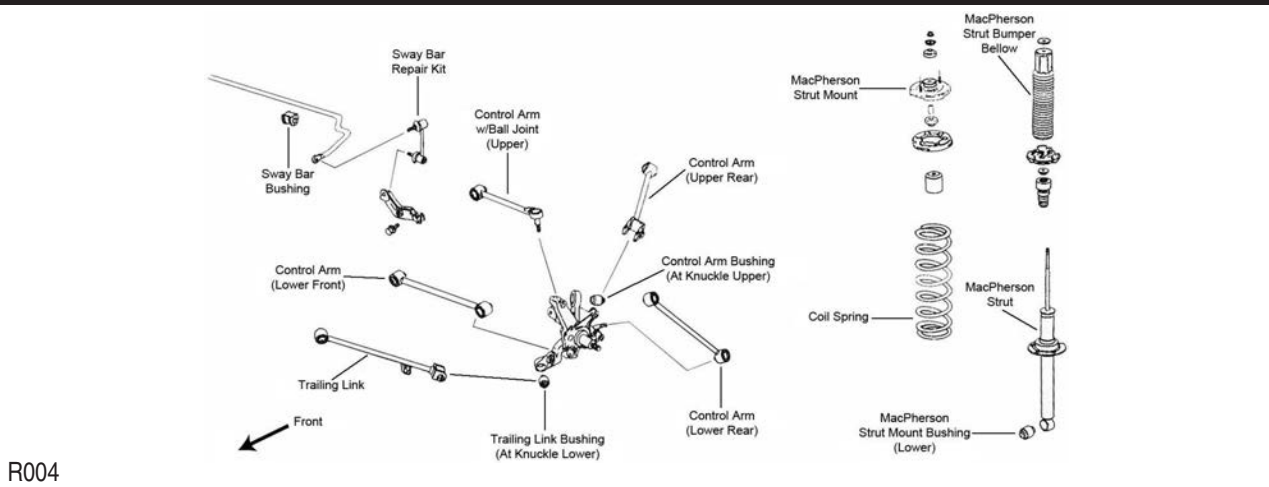 Sway Bar
Repair Kit
Sway Bar
Bushing
Control Arm
w/Ball Joint
(Upper)
Control Arm
(Upper Rear)
Control Arm Bushing
(At Knuckle Upper)
Control Arm
(Lower Front)
Trailing Link
Front
Trailing Link Bushing
(At Knuckle Lower)
Control Arm
(Lower Rear)
MacPherson
Strut Bumper
Bellow
MacPherson
Strut Mount
Coil Spring
MacPherson
Strut
MacPherson
Strut Mount Bushing
(Lower)
R004